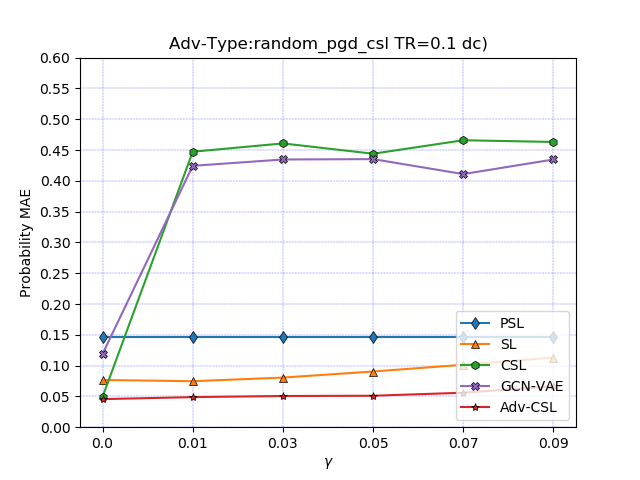 Adv-Type:random_pgd_csl TR=0.1 dc)
0.60
0.55
0.50
0.45
0.40
0.35
0.30
0.25
0.20
0.15
0.10
0.05
0.00
Probability MAE
0.0 0.01 0.03 0.05 0.07 0.09
γ
PSL
SL
CSL
GCN-VAE
Adv-CSL